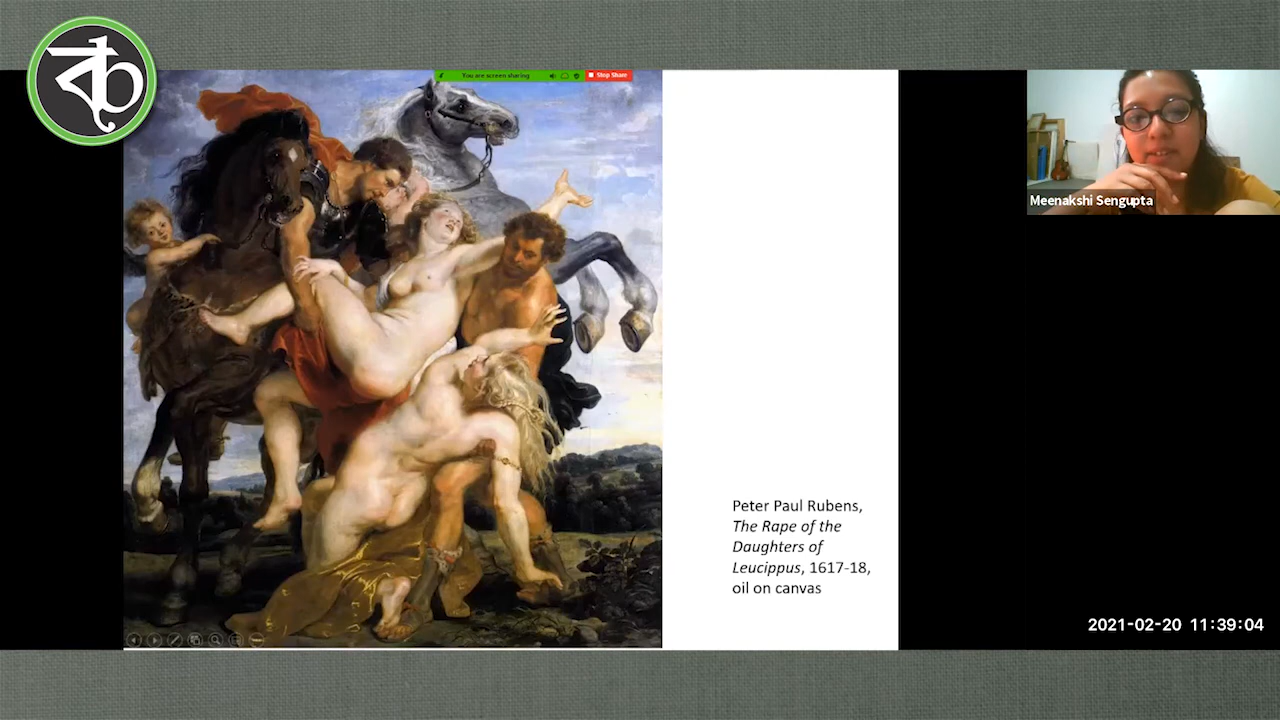 ক
You are screen sharing
Stop Share
Meenakshi Sengupta
Peter Paul Rubens,
The Rape of the
Daughters of
Leucippus, 1617-18,
oil on canvas
2021-02-20 11:39:04